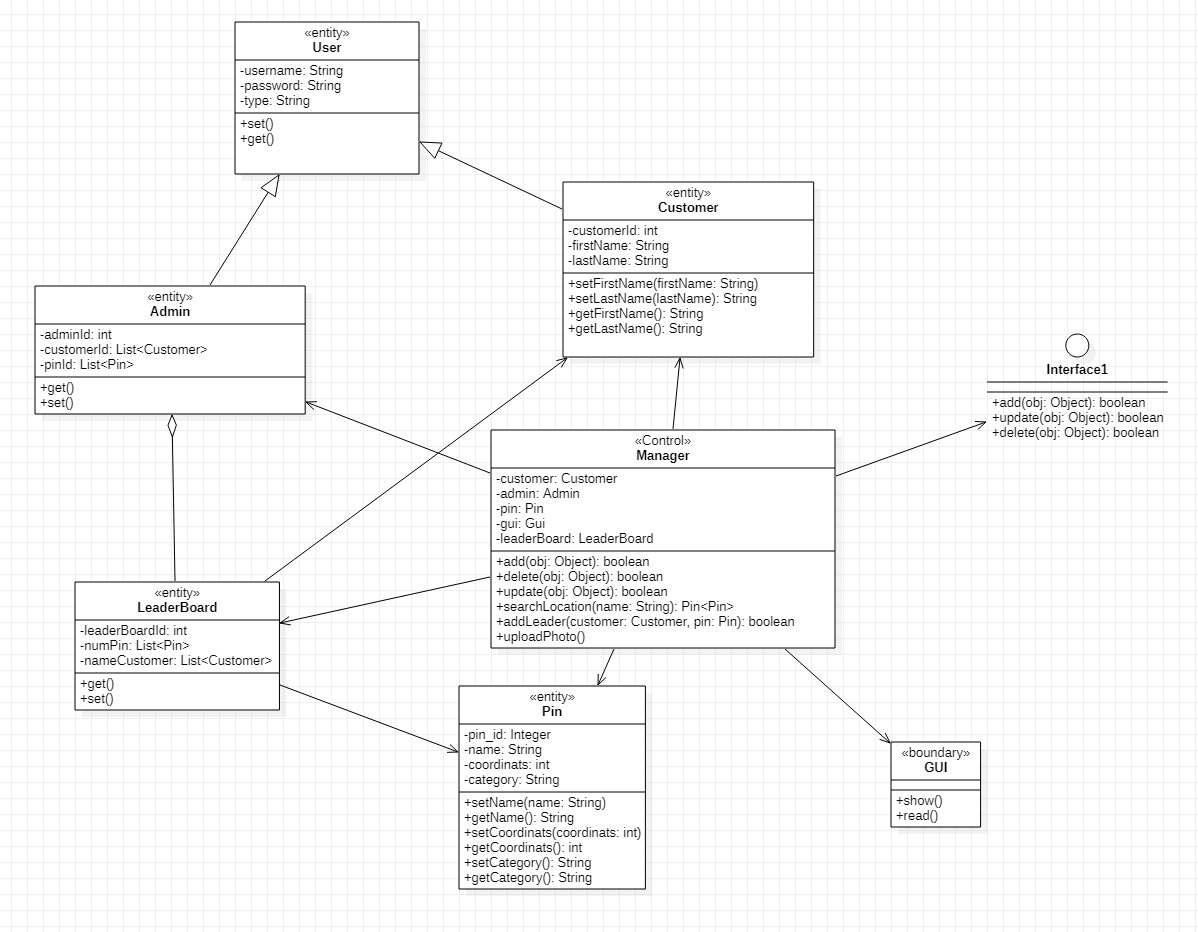 «entity»
User
-username: String
-password: String
-type: String
+set()
+get()
«entity»
Customer
-customerId: int
-firstName: String
-lastName: String
+setFirstName(firstName: String)
+setLastName(lastName): String
+getFirstName(): String
+getLastName(): String
«entity»
Admin
-adminId: int
-customerId: List<Customer>
-pinId: List<Pin>
+get()
+set()
Interface1
+add(obj: Object): boolean
+update(obj: Object): boolean
+delete(obj: Object): boolean
«Control»
Manager
-customer: Customer
-admin: Admin
-pin: Pin
-gui: Gui
-leaderBoard: LeaderBoard
+add(obj: Object): boolean
+delete(obj: Object): boolean
+update(obj: Object): boolean
+searchLocation(name: String): Pin<Pin>
+addLeader(customer: Customer, pin: Pin): boolean
+uploadPhoto()
«entity»
LeaderBoard
-leaderBoardId: int
-numPin: List<Pin>
-nameCustomer: List<Customer>
+get()
+set()
«entity»
Pin
-pin_id: Integer
-name: String
-coordinats: int
-category: String
+setName(name: String)
+getName(): String
+setCoordinats(coordinats: int)
+getCoordinats(): int
+setCategory(): String
+getCategory(): String
«boundary»
GUI
+show()
+read()